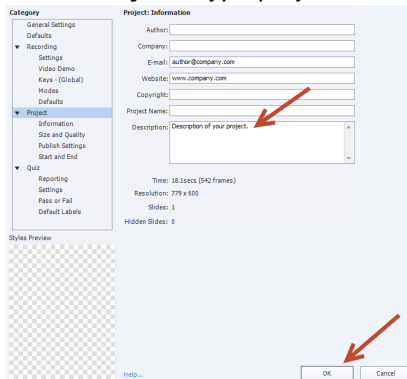 Category
General Settings
Defaults
Recording
Settings
Video Demo
Keys - (Global)
Modes
Defaults
Project
Information
Size and Quality
Publish Settings
Start and End
Quiz
Reporting
Settings
Pass or Fail
Default Labels
Styles Preview
Project: Information
Author:
Company:
E-mail: author@company.com
Website: www.company.com
Copyright:
Project Name:
Description: Description of your project.
Time: 18.1secs (542 frames)
Resolution: 779 x 600
Slides: 1
Hidden Slides: 0
Help... OK Cancel